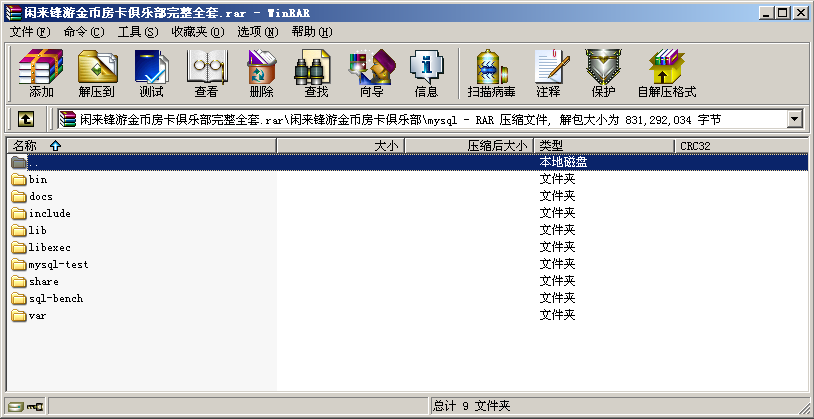 闲来锋游金币房卡俱乐部完整全套.rar - WinRAR
文件(F) 命令(C) 工具(S) 收藏夹(O) 选项(N) 帮助(H)
添加 解压到 测试 查看 删除 查找 向导 信息 扫描病毒 注释 保护 自解压格式
闲来锋游金币房卡俱乐部完整全套.rar\闲来锋游金币房卡俱乐部\mysql - RAR 压缩文件, 解包大小为 831,292,034 字节
名称 大小 压缩后大小 类型 CRC32
.. 本地磁盘
bin 文件夹
docs 文件夹
include 文件夹
lib 文件夹
libexec 文件夹
mysql-test 文件夹
share 文件夹
sql-bench 文件夹
var 文件夹
总计 9 文件夹